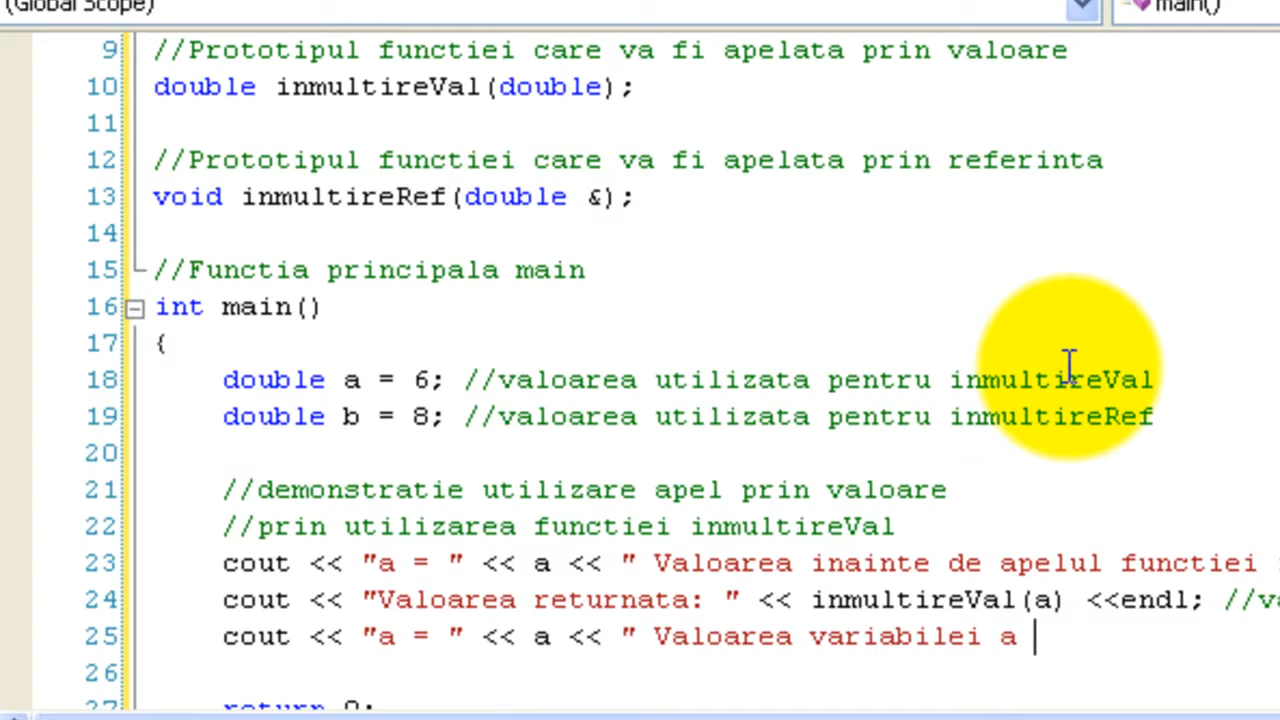 (Global Scope) main()
9 //Prototipul functiei care va fi apelata prin valoare
10 double inmultireVal(double);
11
12 //Prototipul functiei care va fi apelata prin referinta
13 void inmultireRef(double &);
14
15 //Functia principala main
16 int main()
17 {
18 double a = 6; //valoarea utilizata pentru inmultireVal
19 double b = 8; //valoarea utilizata pentru inmultireRef
20
21 //demonstratie utilizare apel prin valoare
22 //prin utilizarea functiei inmultireVal
23 cout << "a = " << a << " Valoarea inainte de apelul functiei
24 cout << "Valoarea returnata: " << inmultireVal(a) <<endl; //va
25 cout << "a = " << a << " Valoarea variabilei a
26
27 return 0;